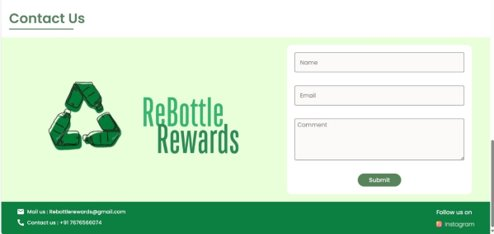 Contact Us
ReBottle
Rewards
Name
Email
Comment
Submit
Mail us : Rebottlerewards@gmail.com
Contact us : +91 7676566074
Follow us on
Instagram